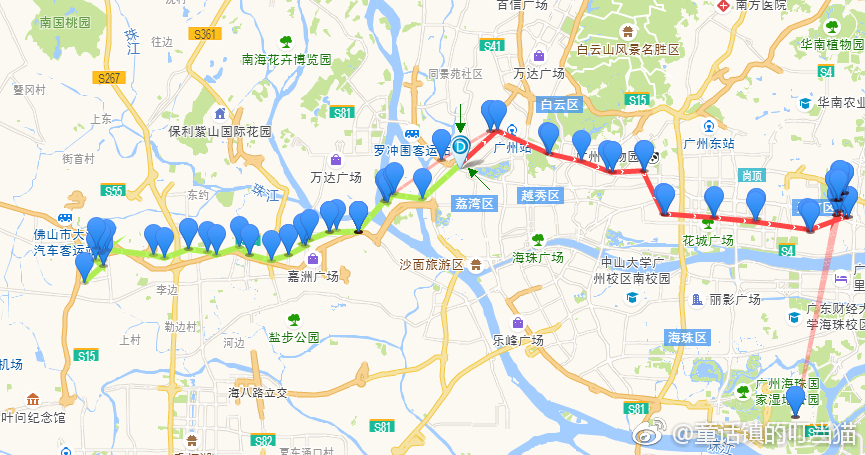 首信广场
南方医院
南国桃园
珠江
往边
S361
南海花卉博览园
S41
万达广场
白云山风景名胜区
华南植物园
S4
同景苑社区
S267
蟹冈村
上东
S81
白云区
S15
华南农业
保利紫山国际花园
罗冲围客运站
D
广州站
广州东站
街首村
万达广场
S55
东约
珠江
荔湾区
越秀区
岗顶
佛山市大
汽车客运
花城广场
S4
沙面旅游区
海珠广场
中山大学广
州校区南校园
嘉洲广场
李边
丽影广场
勒边村
盐步公园
河边
上村
S15
乐峰广场
海珠区
广东财经大
学海珠校区
机场
海八路立交
广州海珠国
家湿地公园
叶问纪念馆
S81
S81
S82
夏东涌口村
珠江
@童话镇的叮当猫